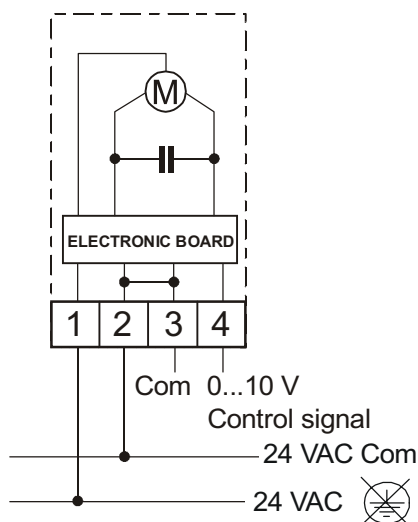 M
ELECTRONIC BOARD
1 2 3 4
Com 0...10 V
Control signal
24 VAC Com
24 VAC